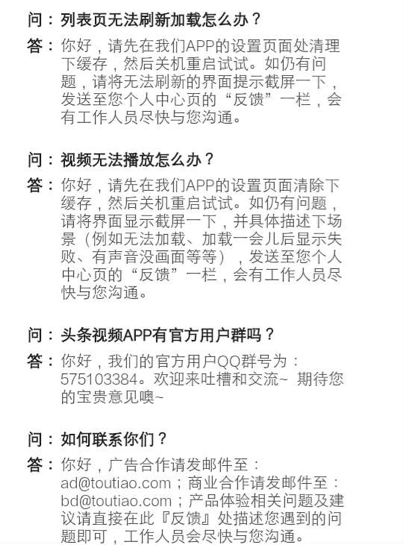 问：列表页无法刷新加载怎么办？
答：你好，请先在我们APP的设置页面处清理
下缓存，然后关机重启试试。如仍有问
题，请将无法刷新的界面提示截屏一下，
发送至您个人中心页的“反馈”一栏，会
有工作人员尽快与您沟通。
问：视频无法播放怎么办？
答：你好，请先在我们APP的设置页面清除下
缓存，然后关机重启试试。如仍有问题，
请将界面显示截屏一下，并具体描述下场
景（例如无法加载、加载一会儿后显示失
败、有声音没画面等等），发送至您个人
中心页的“反馈”一栏，会有工作人员尽
快与您沟通。
问：头条视频APP有官方用户群吗？
答：你好，我们的官方用户QQ群号为：
575103384。欢迎来吐槽和交流~ 期待您
的宝贵意见噢~
问：如何联系你们？
答：你好，广告合作请发邮件至：
ad@toutiao.com；商业合作请发邮件至：
bd@toutiao.com；产品体验相关问题及建
议请直接在此『反馈』处描述您遇到的问
题即可，工作人员会尽快与您沟通。